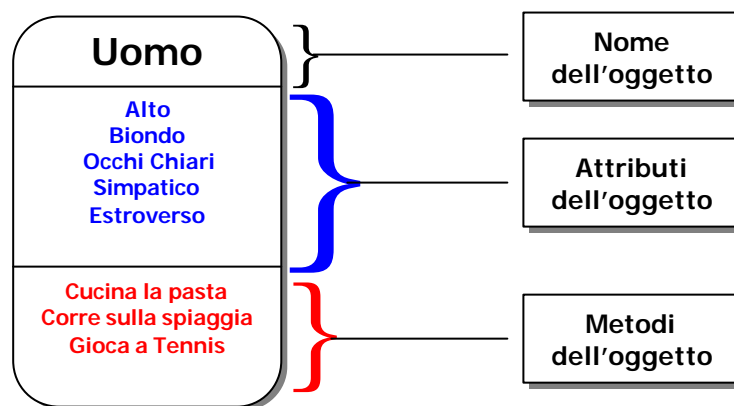 Uomo
Alto
Biondo
Occhi Chiari
Simpatico
Estroverso
Cucina la pasta
Corre sulla spiaggia
Gioca a Tennis
Nome
dell'oggetto
Attributi
dell'oggetto
Metodi
dell'oggetto